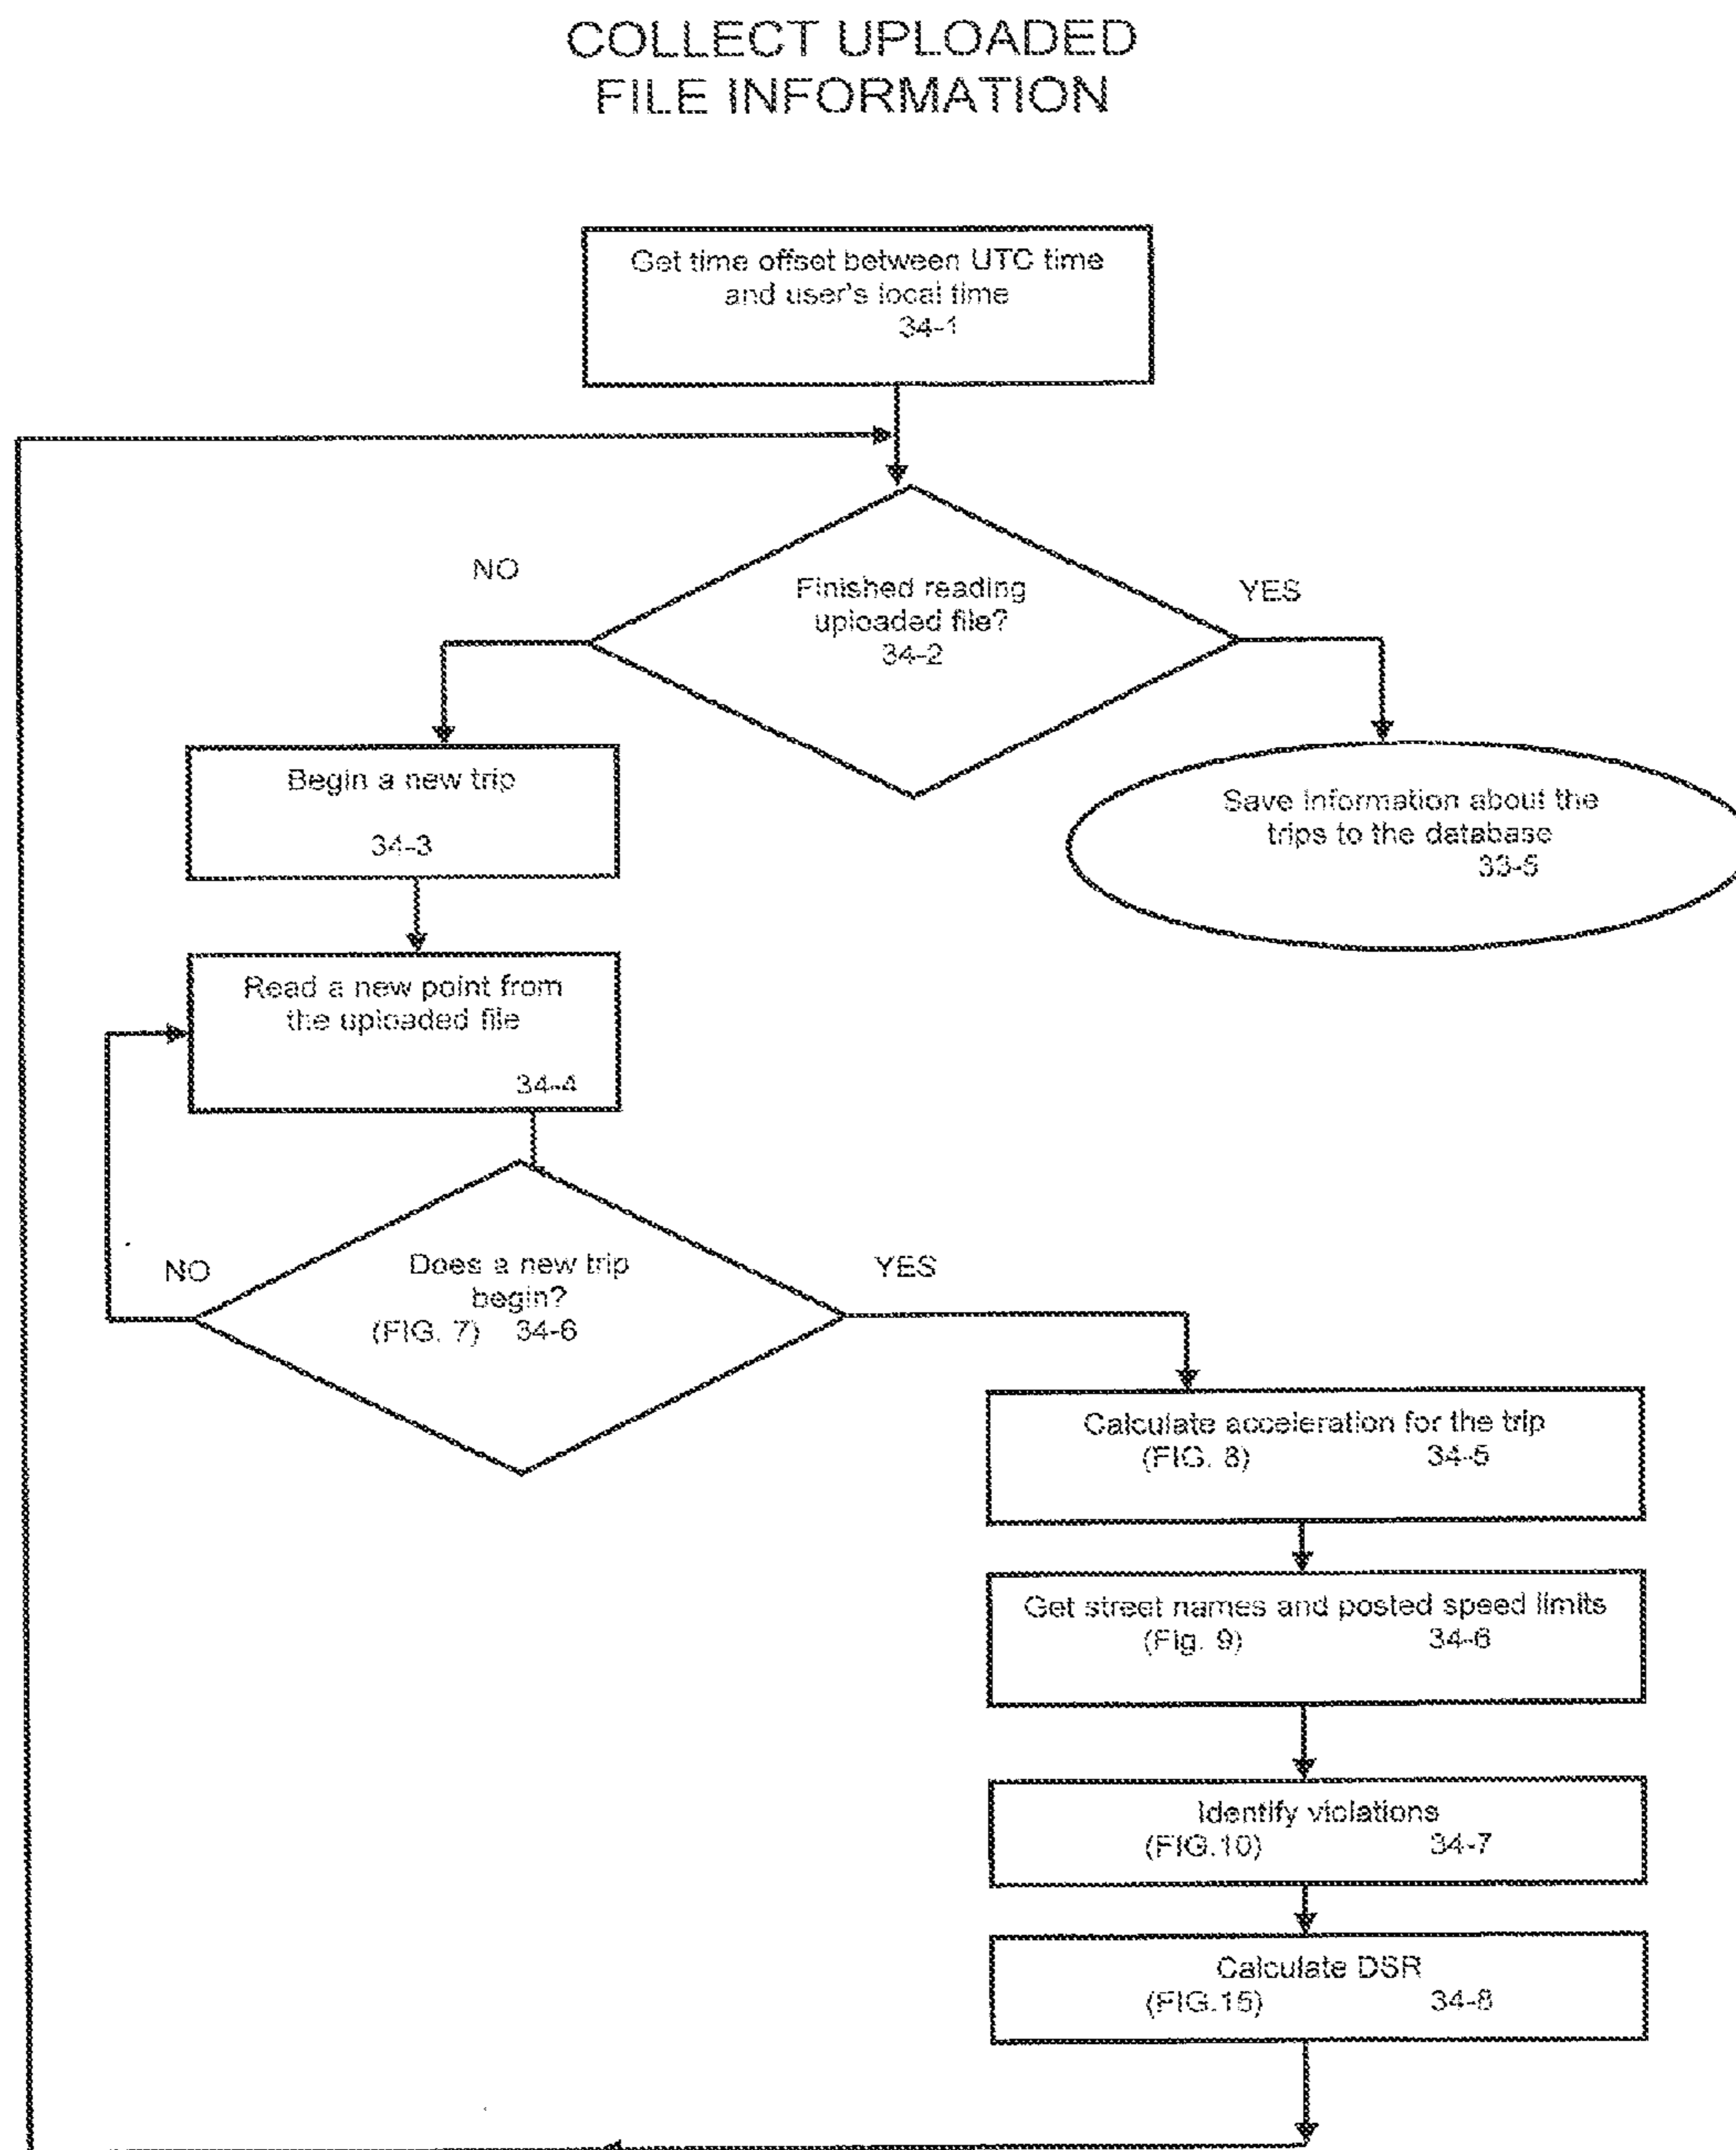 COLLECT UPLOADED
FILE INFORMATION
Get time offset between UTC time
and user's local time
34-1
NO
Finished reading
uploaded file?
34-2
YES
Begin a new trip
34-3
Save information about the
trips to the database
33-5
Read a new point from
the uploaded file
34-4
NO
Does a new trip
begin?
(FIG. 7) 34-6
YES
Calculate acceleration for the trip
(FIG. 8) 34-5
Get street names and posted speed limits
(Fig. 9) 34-6
Identify violations
(FIG.10) 34-7
Calculate DSR
(FIG.15) 34-8